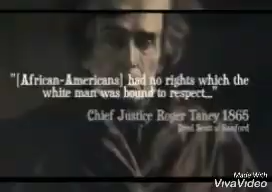 "[African-Americans] had no rights which the
white man was bound to respect..."
Chief Justice Roger Taney 1865
Dred Scott v. Sanford
Made With
VivaVideo